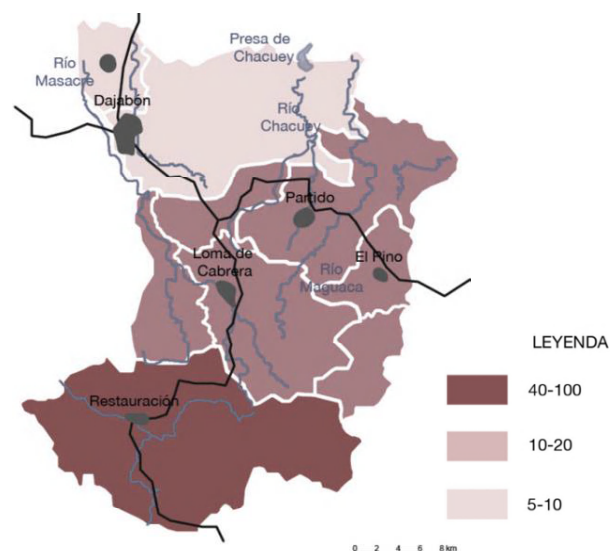 Presa de
Chacuey
Río
Masacre
Dajabón
Río
Chacuey
Partido
Loma de
Cabrera
El Pino
Río
Maguaca
Restauración
LEYENDA
40-100
10-20
5-10
0 2 4 6 8 km